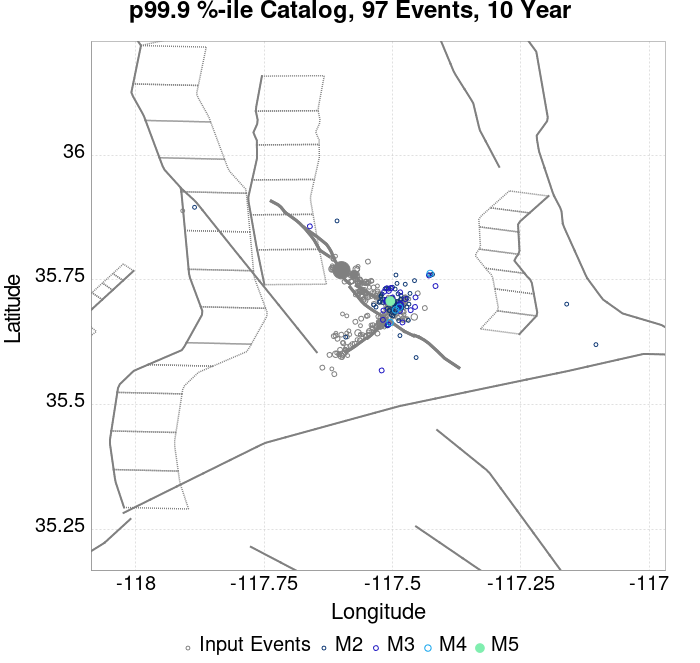 p99.9 %-ile Catalog, 97 Events, 10 Year
36
35.75
35.5
35.25
Latitude
-118 -117.75 -117.5 -117.25 -117
Longitude
Input Events M2 M3 M4 M5